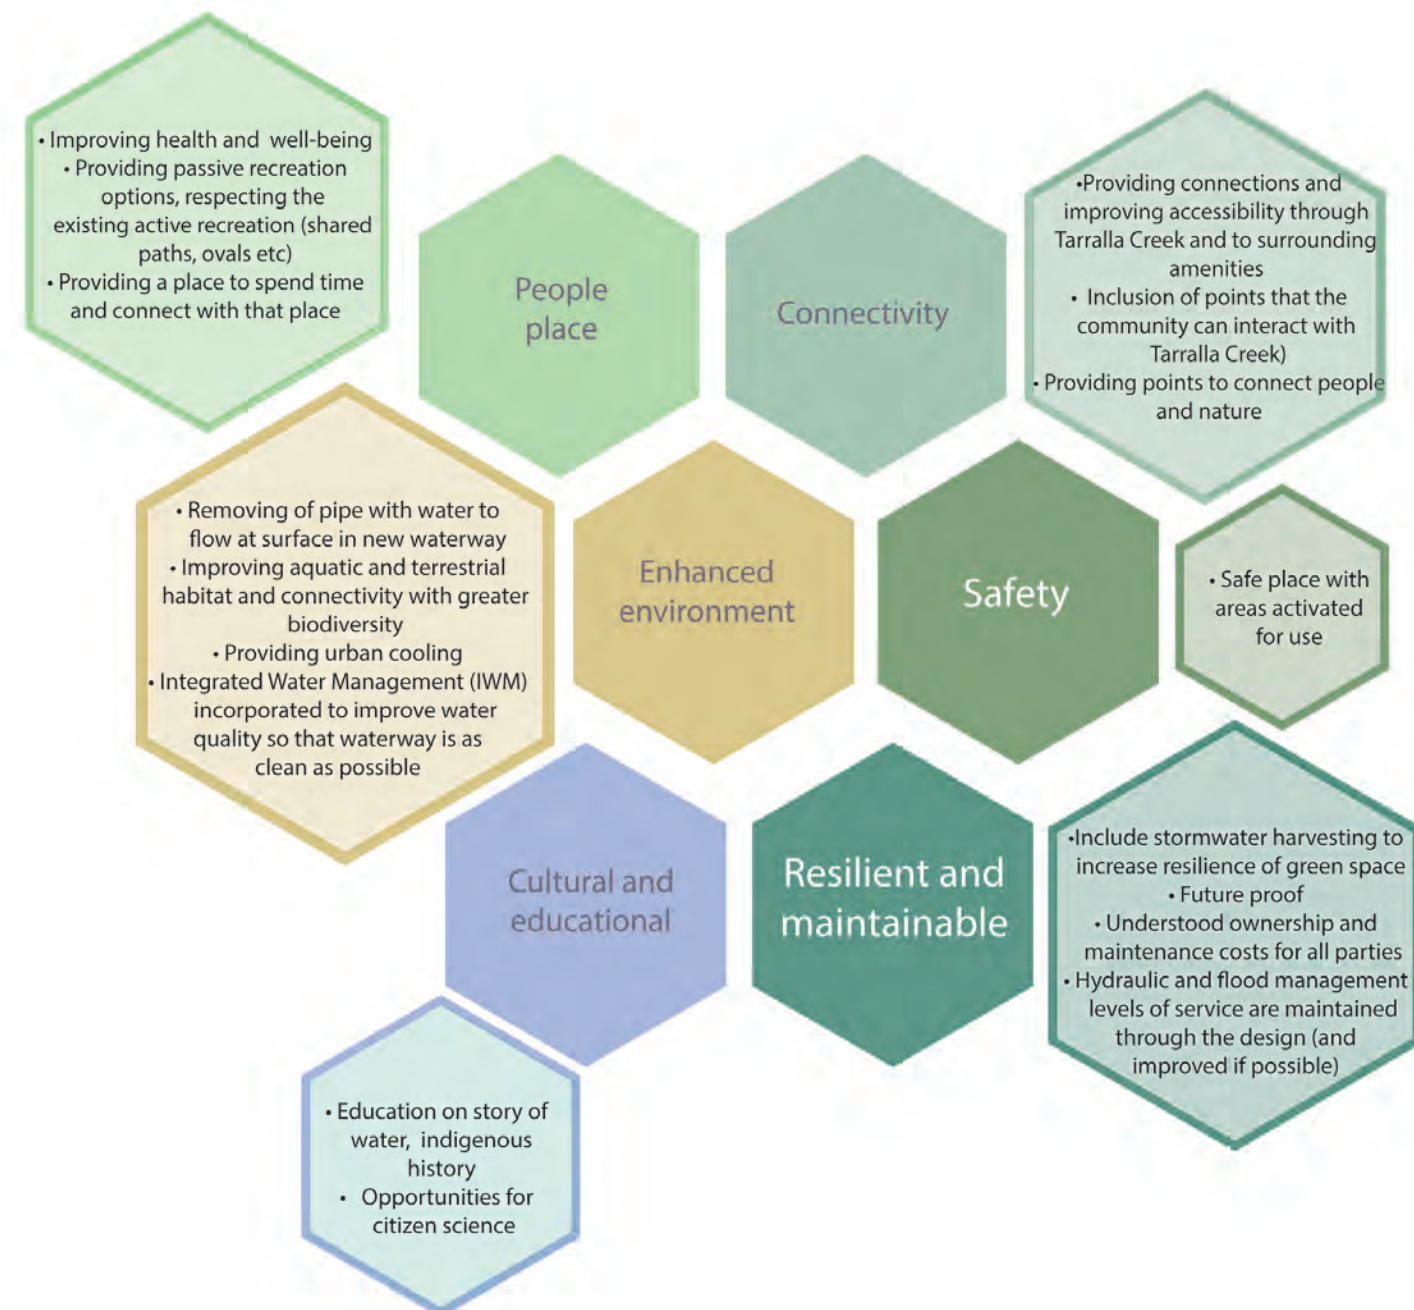 • Improving health and well-being
• Providing passive recreation
options, respecting the
existing active recreation (shared
paths, ovals etc)
• Providing a place to spend time
and connect with that place
People
place
Connectivity
•Providing connections and
improving accessibility through
Tarralla Creek and to surrounding
amenities
• Inclusion of points that the
community can interact with
Tarralla Creek)
• Providing points to connect people
and nature
• Removing of pipe with water to
flow at surface in new waterway
• Improving aquatic and terrestrial
habitat and connectivity with greater
biodiversity
• Providing urban cooling
• Integrated Water Management (IWM)
incorporated to improve water
quality so that waterway is as
clean as possible
Enhanced
environment
Safety
• Safe place with
areas activated
for use
Cultural and
educational
Resilient and
maintainable
•Include stormwater harvesting to
increase resilience of green space
• Future proof
• Understood ownership and
maintenance costs for all parties
• Hydraulic and flood management
levels of service are maintained
through the design (and
improved if possible)
• Education on story of
water, indigenous
history
• Opportunities for
citizen science